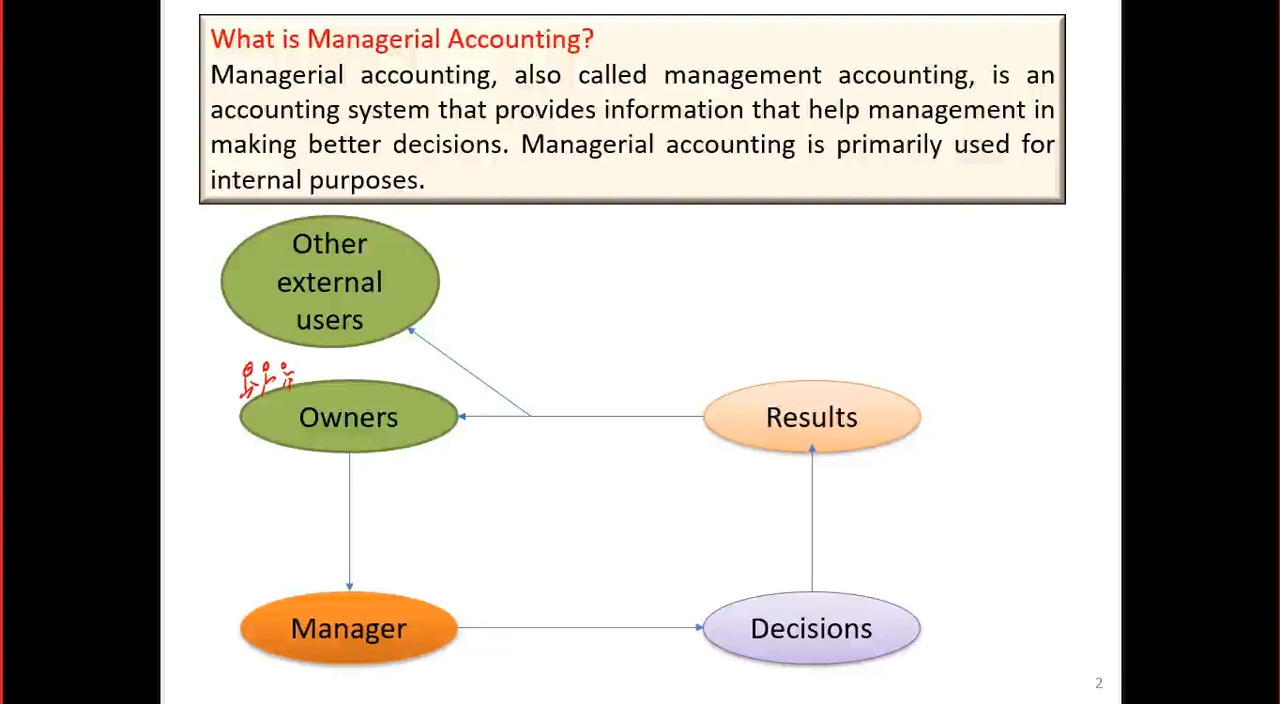 What is Managerial Accounting?
Managerial accounting, also called management accounting, is an
accounting system that provides information that help management in
making better decisions. Managerial accounting is primarily used for
internal purposes.
Other
external
users
Owners
Results
Manager
Decisions
2